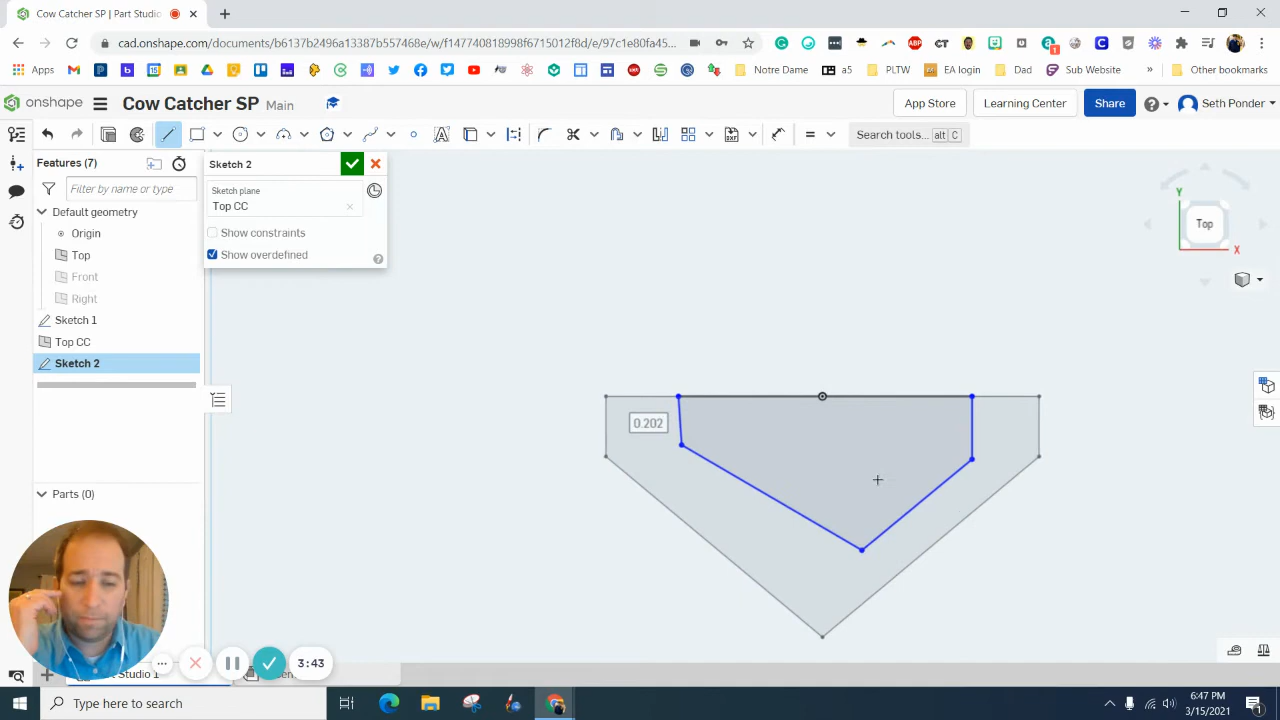 Cow Catcher SP | Part Studio 1
cad.onshape.com/documents/b6137b2496a13387b557468e/w/f147740818998f6715012f8d/e/97c1e80fa45...
ABP
CT
Apps
Notre Dame
a5
PLTW
EA login
Dad
Sub Website
»
Other bookmarks
onshape
Cow Catcher SP
Main
App Store
Learning Center
Share
Seth Ponder
Search tools...
alt
C
Features (7)
Sketch 2
Filter by name or type
Sketch plane
Top CC
Default geometry
Origin
Show constraints
Top
Show overdefined
Front
Right
Sketch 1
Top CC
Sketch 2
Y
Top
X
0.202
Parts (0)
3:43
Type here to search
6:47 PM
3/15/2021